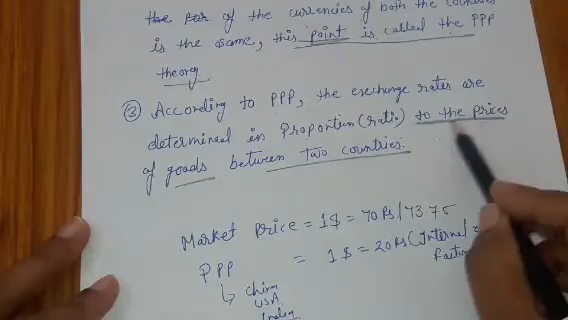 the par of the currencies of both the countries
is the same, this point is called the PPP
theory.
③ According to PPP, the exchange rates are
determined in Proportion (ratio) to the prices
of goods between two countries.
Market price = 1$ = 70 Rs/73.75
PPP = 1$ = 20 Rs (Internal
↳ China
USA
India